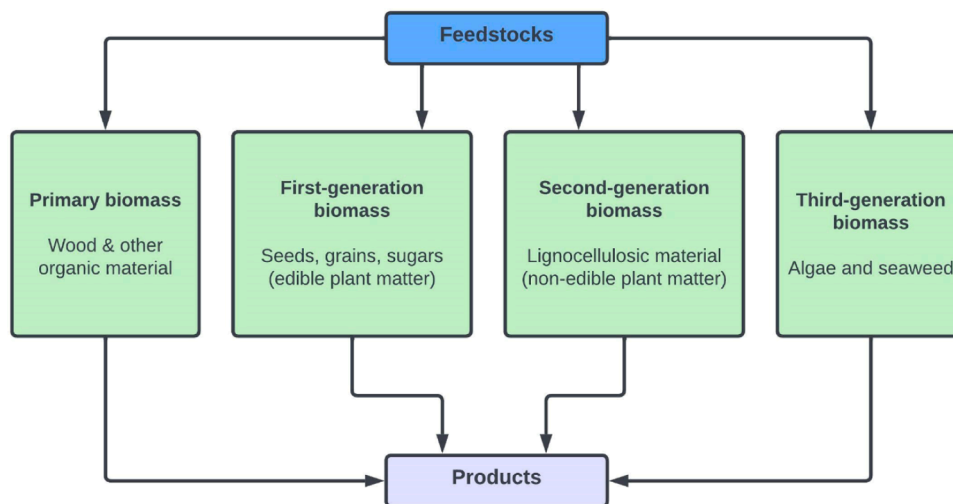 Feedstocks
Primary biomass
Wood & other
organic material
First-generation
biomass
Seeds, grains, sugars
(edible plant matter)
Second-generation
biomass
Lignocellulosic material
(non-edible plant matter)
Third-generation
biomass
Algae and seaweed
Products